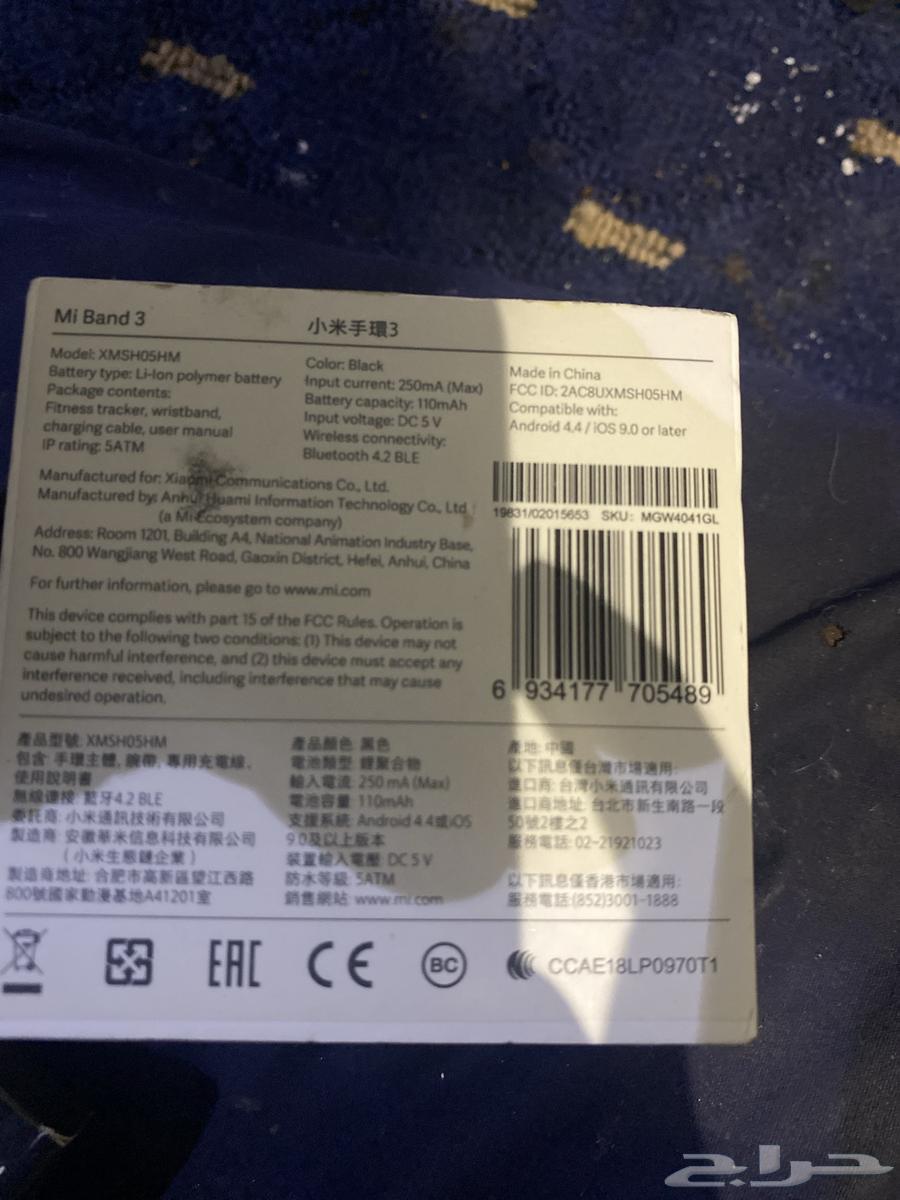 Mi Band 3
小米手環3
Model: XMSH05HM
Battery type: Li-Ion polymer battery
Package contents:
Fitness tracker, wristband,
charging cable, user manual
IP rating: 5ATM
Color: Black
Input current: 250mA (Max)
Battery capacity: 110mAh
Input voltage: DC 5 V
Wireless connectivity:
Bluetooth 4.2 BLE
Made in China
FCC ID: 2AC8UXMSH05HM
Compatible with:
Android 4.4 / iOS 9.0 or later
Manufactured for: Xiaomi Communications Co., Ltd.
Manufactured by: Anhui Huami Information Technology Co., Ltd.
(a Mi Ecosystem company)
Address: Room 1201, Building A4, National Animation Industry Base,
No. 800 Wangjiang West Road, Gaoxin District, Hefei, Anhui, China
For further information, please go to www.mi.com
This device complies with part 15 of the FCC Rules. Operation is
subject to the following two conditions: (1) This device may not
cause harmful interference, and (2) this device must accept any
interference received, including interference that may cause
undesired operation.
19831/02015653 SKU: MGW4041GL
6 934177 705489
產品型號: XMSH05HM
包含: 手環主體, 腕帶, 專用充電線,
使用說明書
無線連接: 藍牙4.2 BLE
委託商: 小米通訊技術有限公司
製造商: 安徽華米信息科技有限公司
(小米生態鏈企業)
製造商地址: 合肥市高新區望江西路
800號國家動漫基地A41201室
產品顏色: 黑色
電池類型: 鋰聚合物
輸入電流: 250 mA (Max)
電池容量: 110mAh
支援系統: Android 4.4或iOS
9.0及以上版本
裝置輸入電壓: DC 5 V
防水等級: 5ATM
銷售網站: www.mi.com
產地: 中國
以下訊息僅台灣市場適用:
進口商: 台灣小米通訊有限公司
進口商地址: 台北市新生南路一段
50號2樓之2
服務電話: 02-21921023
以下訊息僅香港市場適用:
服務電話:(852)3001-1888
EAC CE BC CCAE18LP0970T1
حراج